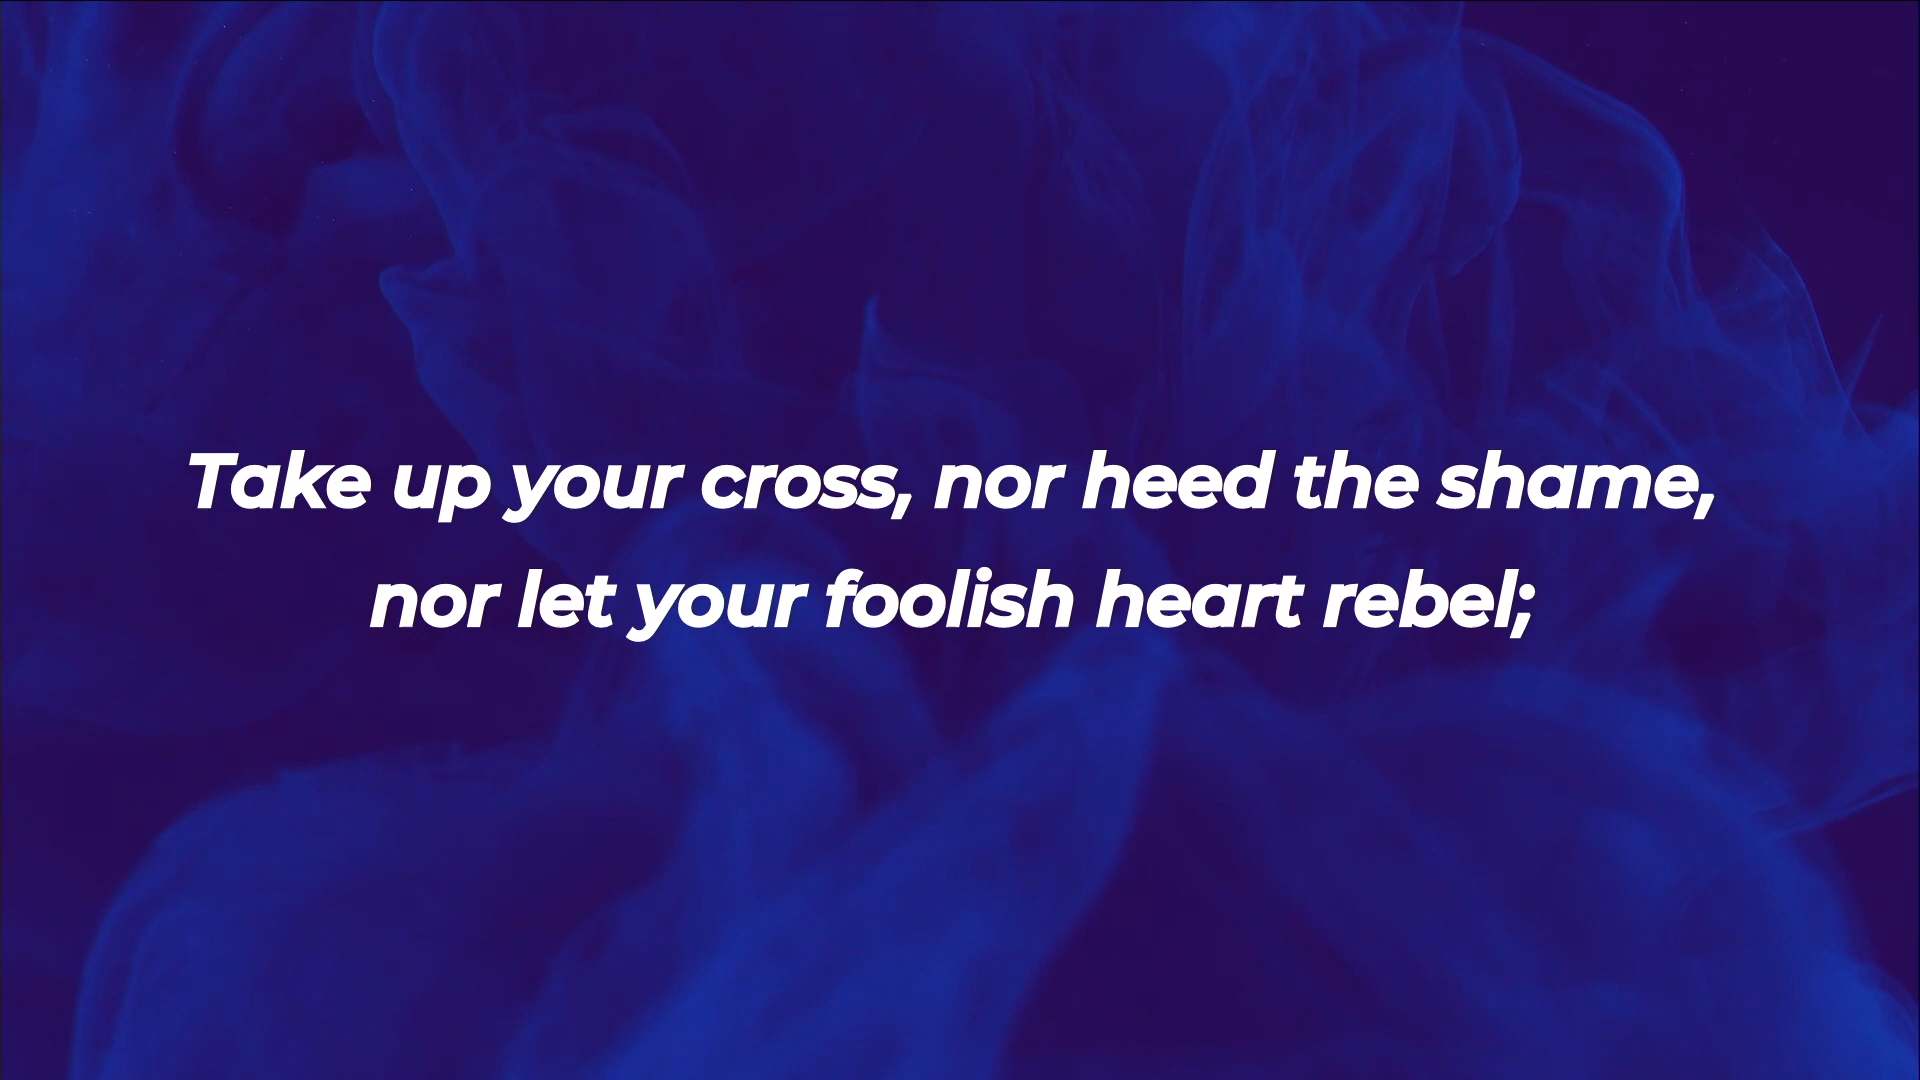 Take up your cross, nor heed the shame,
nor let your foolish heart rebel;